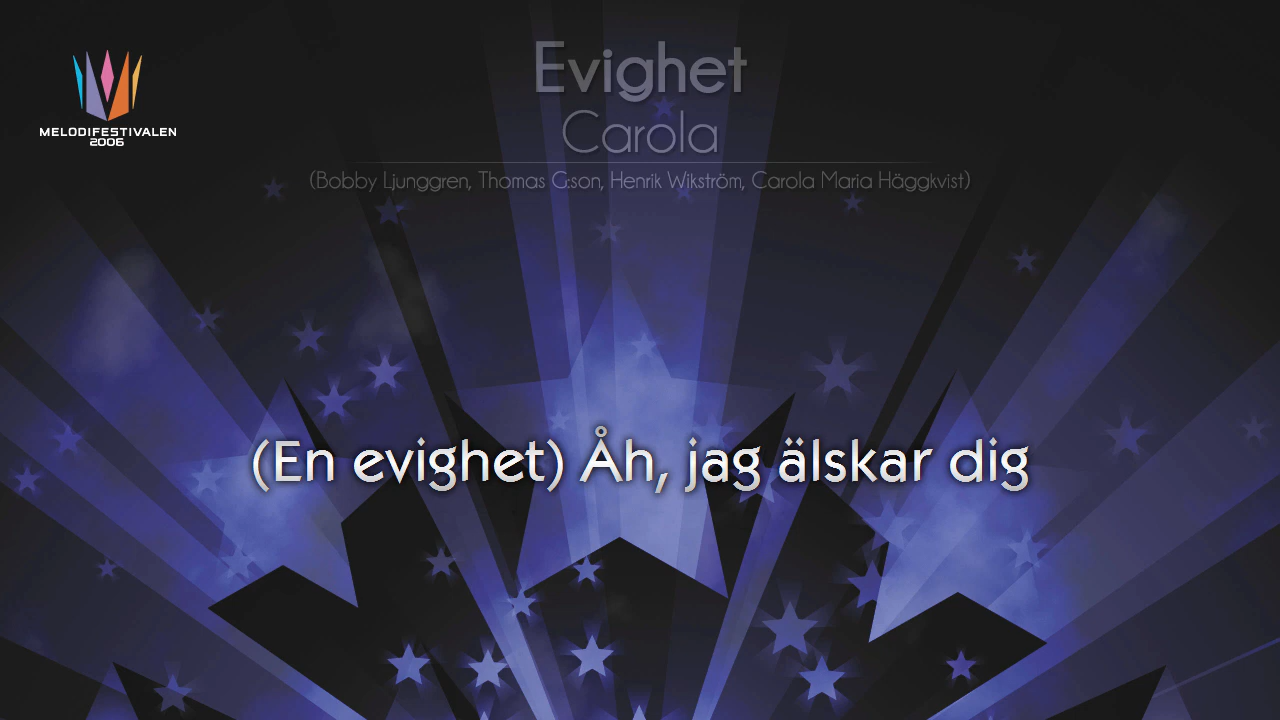 MELODIFESTIVALEN
2006
Evighet
Carola
(Bobby Ljunggren, Thomas G:son, Henrik Wikström, Carola Maria Häggkvist)
(En evighet) Åh, jag älskar dig